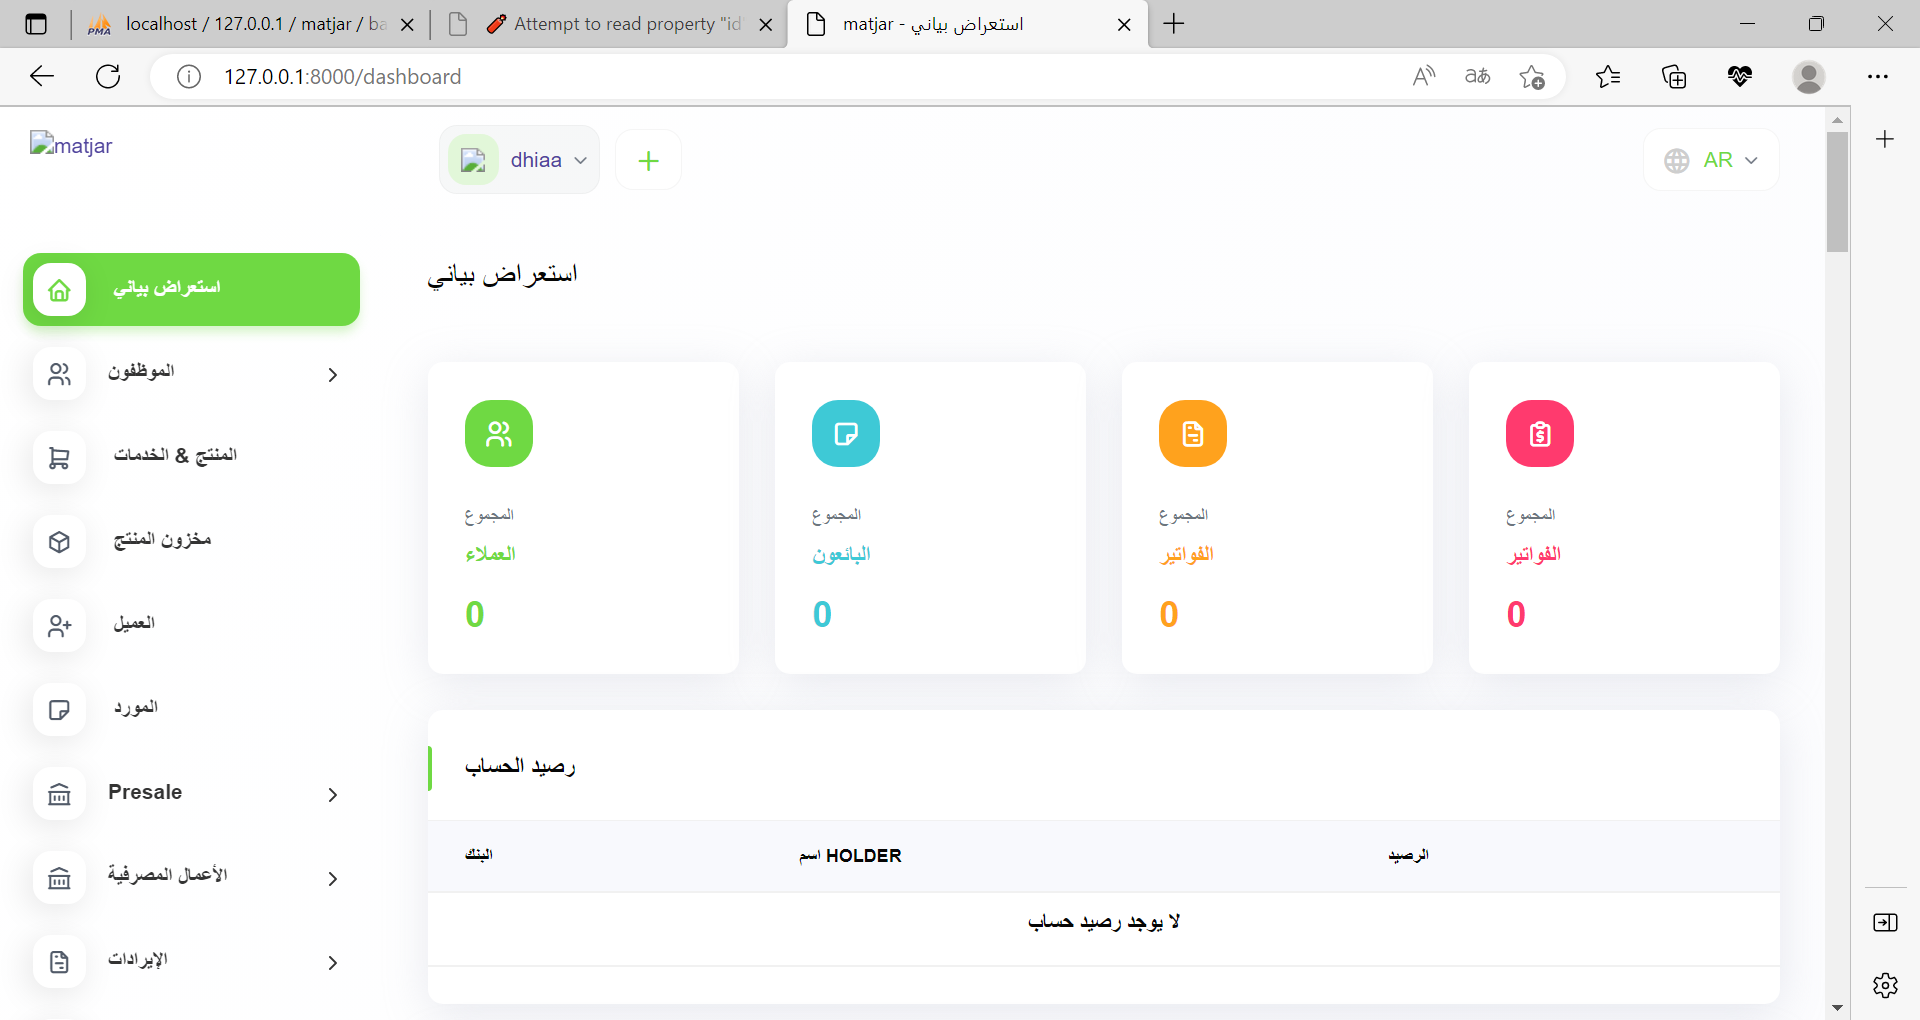 localhost / 127.0.0.1 / matjar / ba
Attempt to read property "id"
matjar - استعراض بياني
127.0.0.1:8000/dashboard
matjar
dhiaa
AR
استعراض بياني
استعراض بياني
الموظفون
المنتج & الخدمات
مخزون المنتج
العميل
المورد
Presale
الأعمال المصرفية
الإيرادات
المجموع
العملاء
0
المجموع
البائعون
0
المجموع
الفواتير
0
المجموع
الفواتير
0
رصيد الحساب
البنك
اسم HOLDER
الرصيد
لا يوجد رصيد حساب